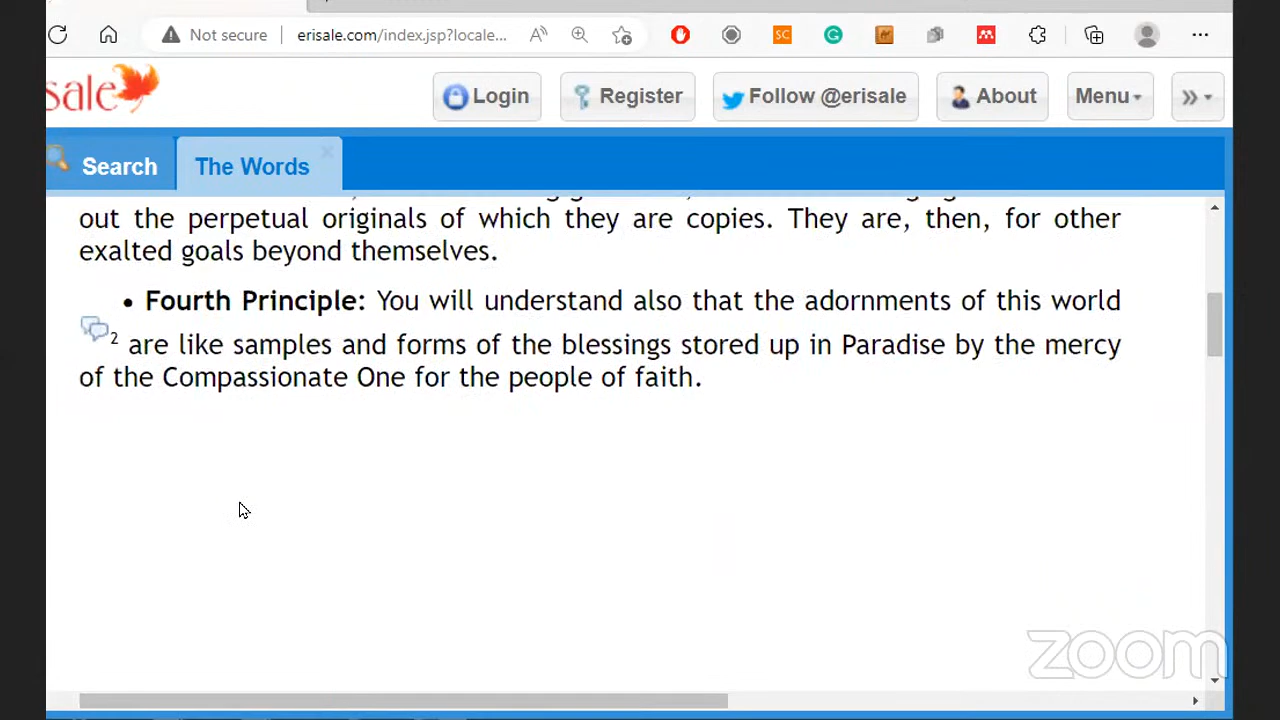 Not secure erisale.com/index.jsp?locale...
SC
sale Login Register Follow @erisale About Menu
Search The Words
out the perpetual originals of which they are copies. They are, then, for other
exalted goals beyond themselves.
• Fourth Principle: You will understand also that the adornments of this world
2 are like samples and forms of the blessings stored up in Paradise by the mercy
of the Compassionate One for the people of faith.
zoom